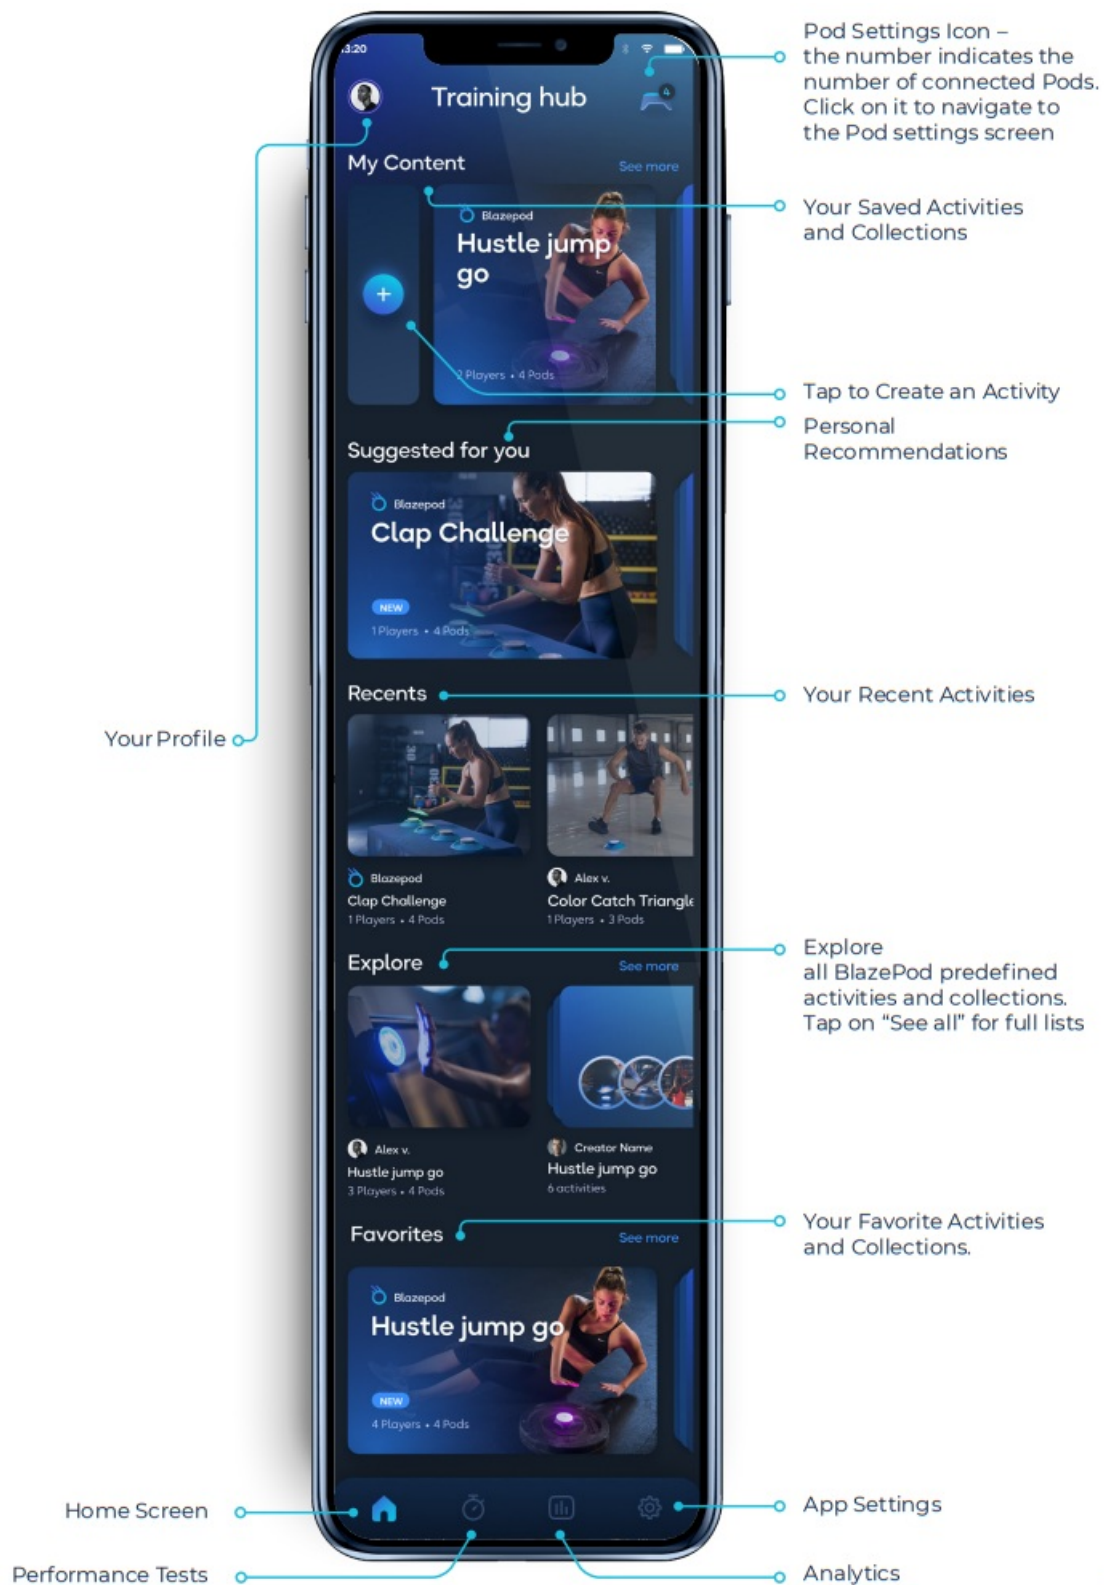 Pod Settings Icon –
the number indicates the
number of connected Pods.
Click on it to navigate to
the Pod settings screen
13:20
4
Training hub
My Content
See more
Your Saved Activities
and Collections
Blazepod
Hustle jump
go
+
2 Players • 4 Pods
Tap to Create an Activity
Personal
Recommendations
Suggested for you
Blazepod
Clap Challenge
NEW
1 Players • 4 Pods
Recents
Your Recent Activities
Your Profile
Blazepod
Clap Challenge
1 Players • 4 Pods
Alex v.
Color Catch Triangle
1 Players • 3 Pods
Explore
See more
Explore
all BlazePod predefined
activities and collections.
Tap on “See all” for full lists
Alex v.
Hustle jump go
3 Players • 4 Pods
Creator Name
Hustle jump go
6 activities
Favorites
See more
Your Favorite Activities
and Collections.
Blazepod
Hustle jump go
NEW
4 Players • 4 Pods
Home Screen
App Settings
Performance Tests
Analytics